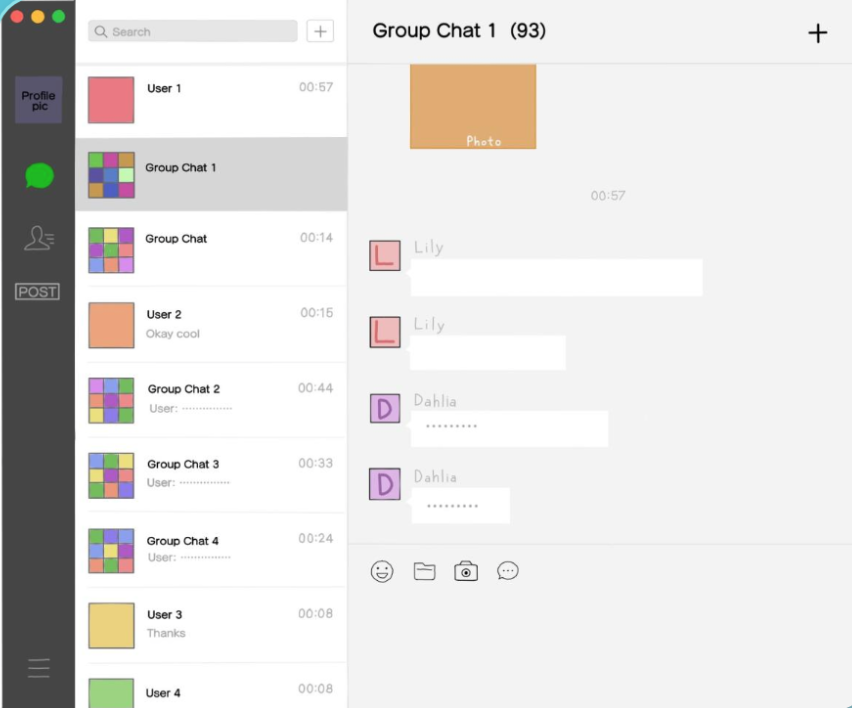 Search
+
Group Chat 1 (93)
+
Profile
pic
POST
User 1
00:57
Group Chat 1
Group Chat
00:14
User 2
00:15
Okay cool
Group Chat 2
00:44
User: ··············
Group Chat 3
00:33
User: ··············
Group Chat 4
00:24
User: ··············
User 3
00:08
Thanks
User 4
00:08
Photo
00:57
L
Lily
L
Lily
D
Dahlia
·········
D
Dahlia
·········